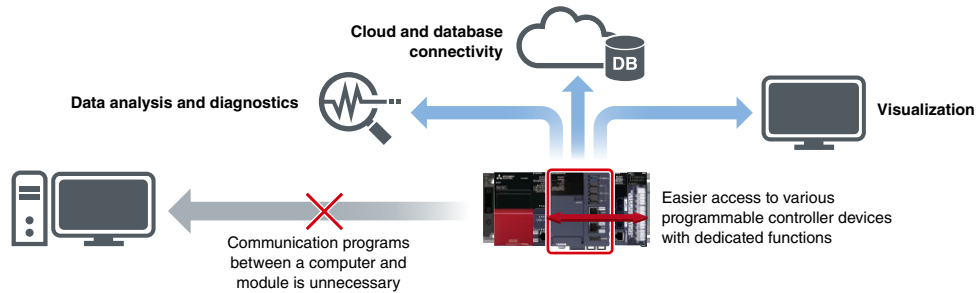 Cloud and database
connectivity
DB
Data analysis and diagnostics
Visualization
Easier access to various
programmable controller devices
with dedicated functions
Communication programs
between a computer and
module is unnecessary